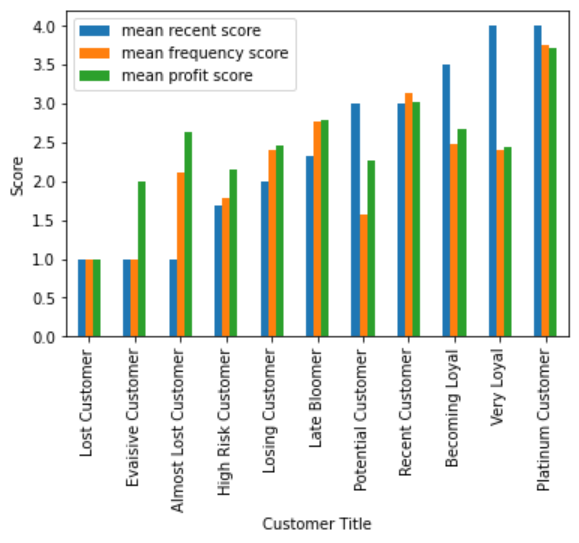 mean recent score
mean frequency score
mean profit score
4.0
3.5
3.0
2.5
2.0
1.5
1.0
0.5
0.0
Score
Lost Customer
Evaisive Customer
Almost Lost Customer
High Risk Customer
Losing Customer
Late Bloomer
Potential Customer
Recent Customer
Becoming Loyal
Very Loyal
Platinum Customer
Customer Title